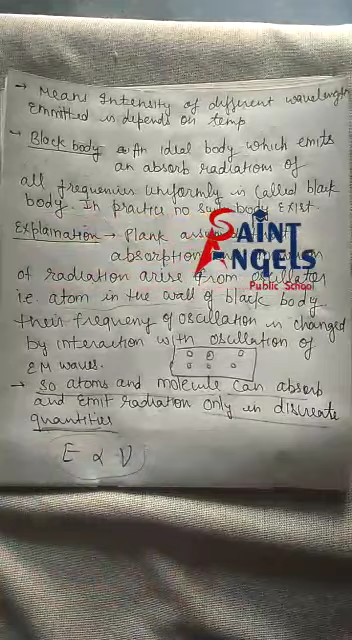 → Means Intensity of different wavelength
emmitted is depends on temp
→ Black body → An ideal body which emits
an absorb radiations of
all frequencies uniformly is called black
body. In practice no such body exist.
Explaination → Plank
absorption
of radiation arise from oscillator
i.e. atom in the wall of black body
their frequency of oscillation is changed
by interaction with oscillation of
EM waves.
→ so atoms and molecule can absorb
and emit radiation only in discreate
quantities
E ∝ ν
SAINT
ANGELS
Public School